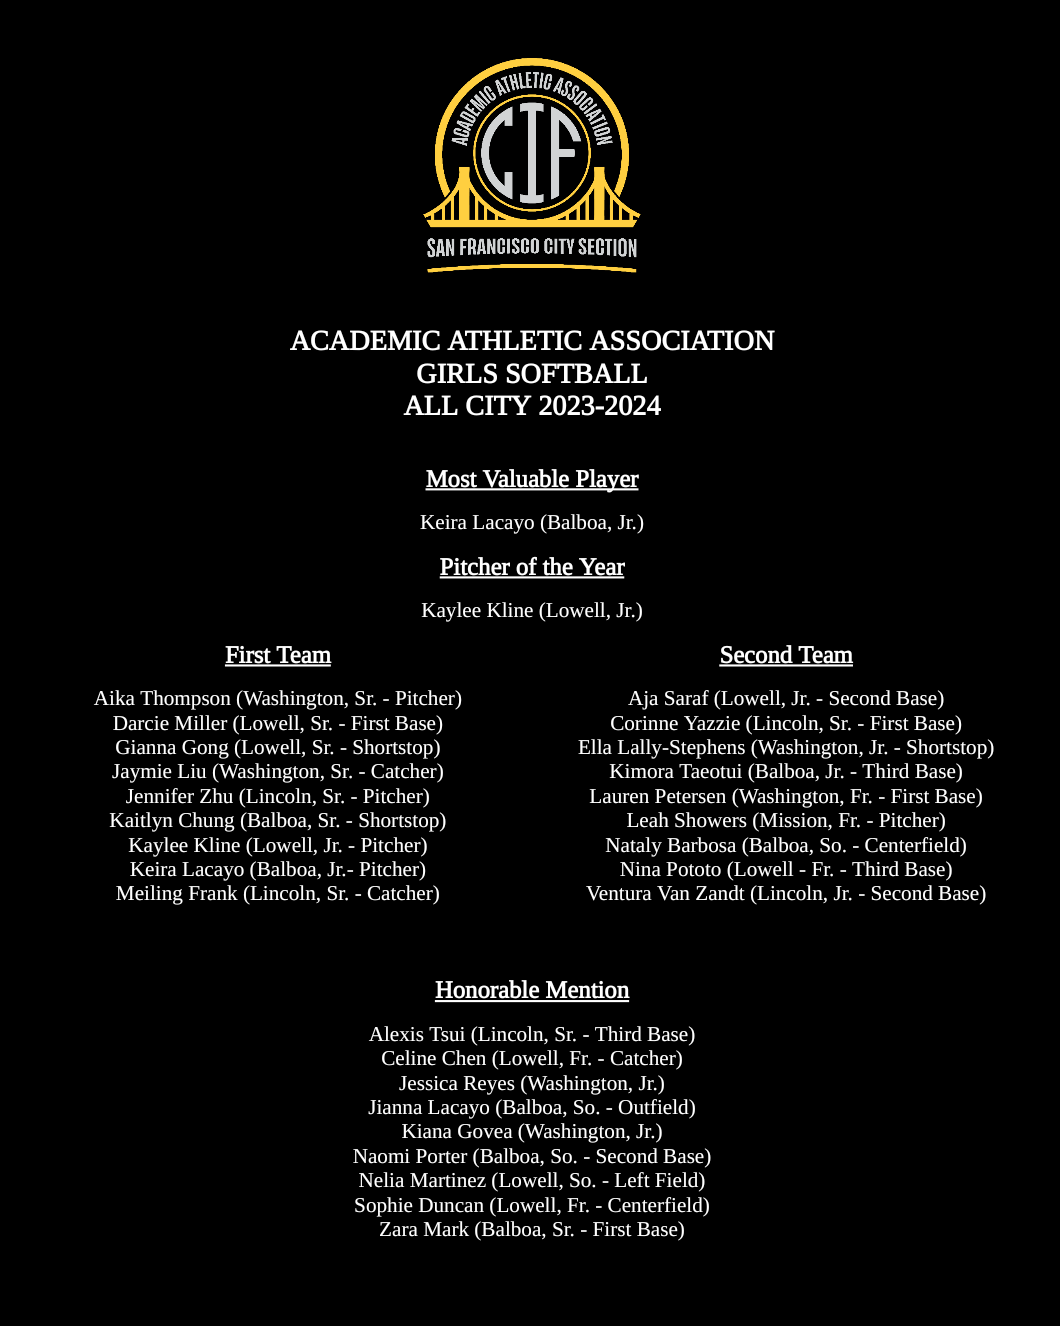 ACADEMIC ATHLETIC ASSOCIATION
CIF
SAN FRANCISCO CITY SECTION
ACADEMIC ATHLETIC ASSOCIATION
GIRLS SOFTBALL
ALL CITY 2023-2024
Most Valuable Player
Keira Lacayo (Balboa, Jr.)
Pitcher of the Year
Kaylee Kline (Lowell, Jr.)
First Team
Aika Thompson (Washington, Sr. - Pitcher)
Darcie Miller (Lowell, Sr. - First Base)
Gianna Gong (Lowell, Sr. - Shortstop)
Jaymie Liu (Washington, Sr. - Catcher)
Jennifer Zhu (Lincoln, Sr. - Pitcher)
Kaitlyn Chung (Balboa, Sr. - Shortstop)
Kaylee Kline (Lowell, Jr. - Pitcher)
Keira Lacayo (Balboa, Jr.- Pitcher)
Meiling Frank (Lincoln, Sr. - Catcher)
Second Team
Aja Saraf (Lowell, Jr. - Second Base)
Corinne Yazzie (Lincoln, Sr. - First Base)
Ella Lally-Stephens (Washington, Jr. - Shortstop)
Kimora Taeotui (Balboa, Jr. - Third Base)
Lauren Petersen (Washington, Fr. - First Base)
Leah Showers (Mission, Fr. - Pitcher)
Nataly Barbosa (Balboa, So. - Centerfield)
Nina Pototo (Lowell - Fr. - Third Base)
Ventura Van Zandt (Lincoln, Jr. - Second Base)
Honorable Mention
Alexis Tsui (Lincoln, Sr. - Third Base)
Celine Chen (Lowell, Fr. - Catcher)
Jessica Reyes (Washington, Jr.)
Jianna Lacayo (Balboa, So. - Outfield)
Kiana Govea (Washington, Jr.)
Naomi Porter (Balboa, So. - Second Base)
Nelia Martinez (Lowell, So. - Left Field)
Sophie Duncan (Lowell, Fr. - Centerfield)
Zara Mark (Balboa, Sr. - First Base)